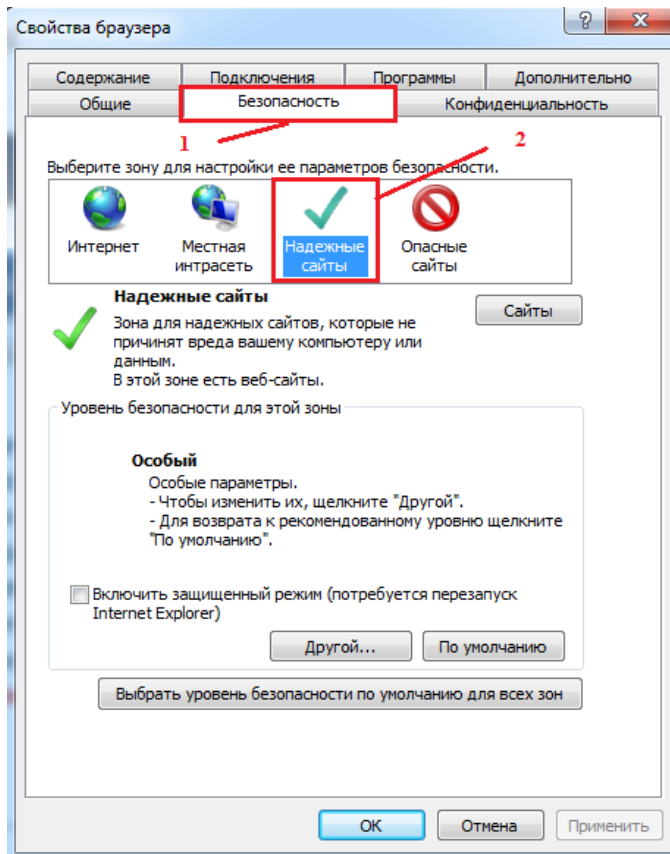 Свойства браузера
?
Содержание Подключения Программы Дополнительно
Общие Безопасность Конфиденциальность
1 2
Выберите зону для настройки ее параметров безопасности.
Интернет Местная Надежные Опасные
интрасеть сайты сайты
Надежные сайты Сайты
Зона для надежных сайтов, которые не
причинят вреда вашему компьютеру или
данным.
В этой зоне есть веб-сайты.
Уровень безопасности для этой зоны
Особый
Особые параметры.
- Чтобы изменить их, щелкните "Другой".
- Для возврата к рекомендованному уровню щелкните
"По умолчанию".
Включить защищенный режим (потребуется перезапуск
Internet Explorer)
Другой... По умолчанию
Выбрать уровень безопасности по умолчанию для всех зон
ОК Отмена Применить